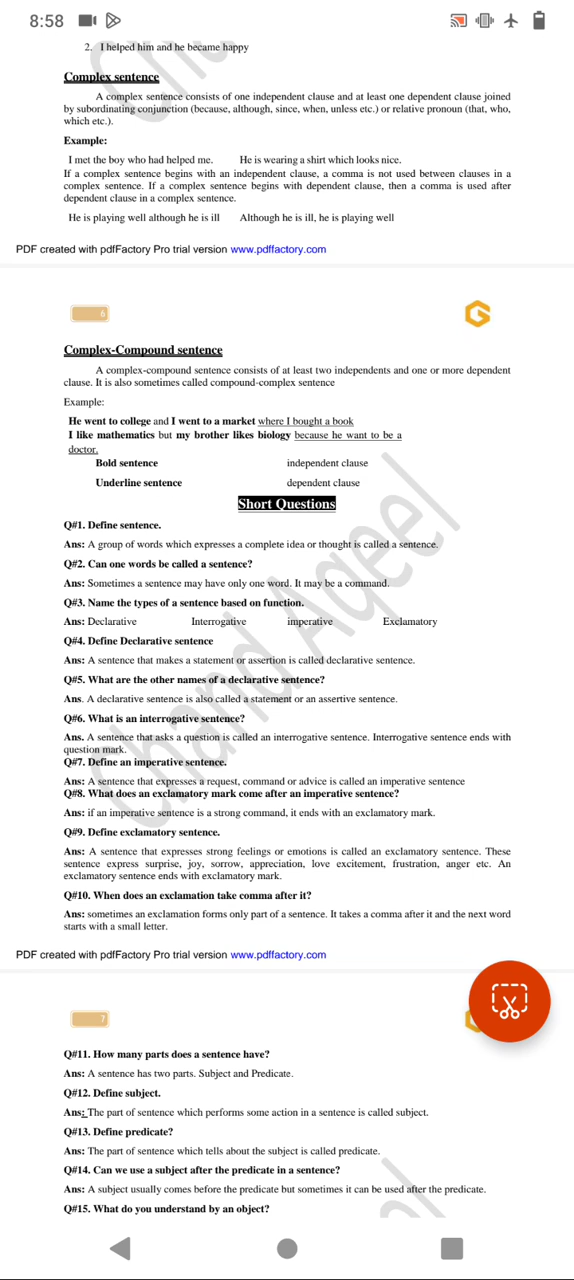 8:58
2. I helped him and he became happy
Complex sentence
A complex sentence consists of one independent clause and at least one dependent clause joined
by subordinating conjunction (because, although, since, when, unless etc.) or relative pronoun (that, who,
which etc.).
Example:
I met the boy who had helped me. He is wearing a shirt which looks nice.
If a complex sentence begins with an independent clause, a comma is not used between clauses in a
complex sentence. If a complex sentence begins with dependent clause, then a comma is used after
dependent clause in a complex sentence.
He is playing well although he is ill Although he is ill, he is playing well
PDF created with pdfFactory Pro trial version www.pdffactory.com
6
Complex-Compound sentence
A complex-compound sentence consists of at least two independents and one or more dependent
clause. It is also sometimes called compound-complex sentence
Example:
He went to college and I went to a market where I bought a book
I like mathematics but my brother likes biology because he want to be a
doctor.
Bold sentence independent clause
Underline sentence dependent clause
Short Questions
Q#1. Define sentence.
Ans: A group of words which expresses a complete idea or thought is called a sentence.
Q#2. Can one words be called a sentence?
Ans: Sometimes a sentence may have only one word. It may be a command.
Q#3. Name the types of a sentence based on function.
Ans: Declarative Interrogative imperative Exclamatory
Q#4. Define Declarative sentence
Ans: A sentence that makes a statement or assertion is called declarative sentence.
Q#5. What are the other names of a declarative sentence?
Ans. A declarative sentence is also called a statement or an assertive sentence.
Q#6. What is an interrogative sentence?
Ans. A sentence that asks a question is called an interrogative sentence. Interrogative sentence ends with
question mark.
Q#7. Define an imperative sentence.
Ans: A sentence that expresses a request, command or advice is called an imperative sentence
Q#8. What does an exclamatory mark come after an imperative sentence?
Ans: if an imperative sentence is a strong command, it ends with an exclamatory mark.
Q#9. Define exclamatory sentence.
Ans: A sentence that expresses strong feelings or emotions is called an exclamatory sentence. These
sentence express surprise, joy, sorrow, appreciation, love excitement, frustration, anger etc. An
exclamatory sentence ends with exclamatory mark.
Q#10. When does an exclamation take comma after it?
Ans: sometimes an exclamation forms only part of a sentence. It takes a comma after it and the next word
starts with a small letter.
Chand Aqeel
PDF created with pdfFactory Pro trial version www.pdffactory.com
7
Q#11. How many parts does a sentence have?
Ans: A sentence has two parts. Subject and Predicate.
Q#12. Define subject.
Ans: The part of sentence which performs some action in a sentence is called subject.
Q#13. Define predicate?
Ans: The part of sentence which tells about the subject is called predicate.
Q#14. Can we use a subject after the predicate in a sentence?
Ans: A subject usually comes before the predicate but sometimes it can be used after the predicate.
Q#15. What do you understand by an object?